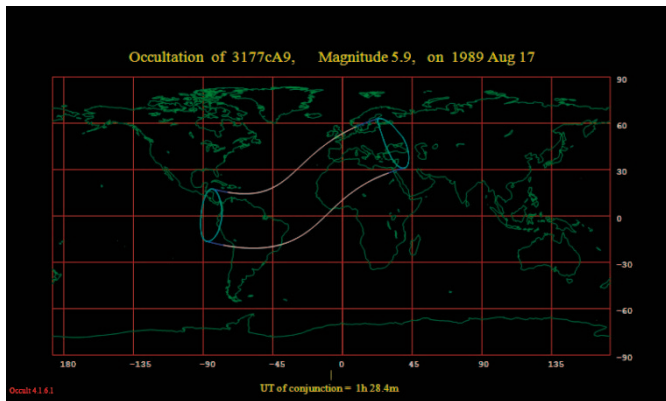 Occultation of 3177cA9, Magnitude 5.9, on 1989 Aug 17
90
60
30
0
−30
−60
−90
180 −135 −90 −45 0 45 90 135
UT of conjunction = 1h 28.4m
Occult 4.1.6.1